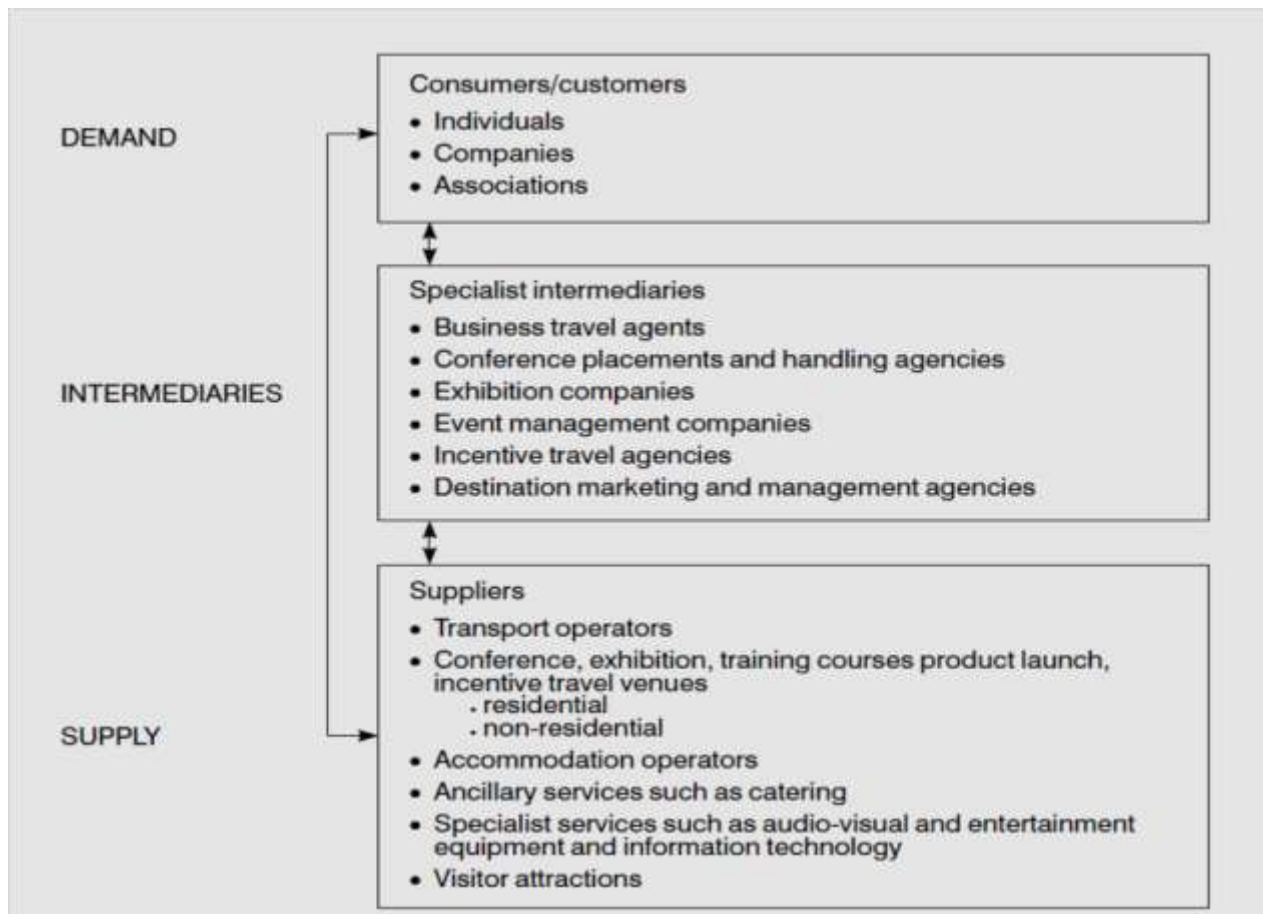 DEMAND
Consumers/customers
• Individuals
• Companies
• Associations
INTERMEDIARIES
Specialist intermediaries
• Business travel agents
• Conference placements and handling agencies
• Exhibition companies
• Event management companies
• Incentive travel agencies
• Destination marketing and management agencies
SUPPLY
Suppliers
• Transport operators
• Conference, exhibition, training courses product launch,
incentive travel venues
• residential
• non-residential
• Accommodation operators
• Ancillary services such as catering
• Specialist services such as audio-visual and entertainment
equipment and information technology
• Visitor attractions